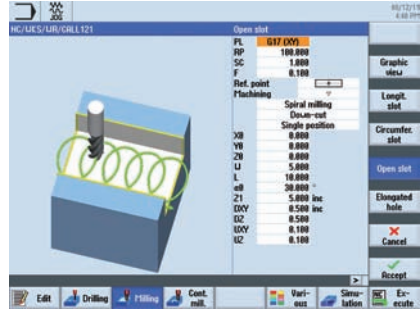 NC/WKS/WR/CALL121
Open slot
PL G17 (XY)
RP 100.000
SC 1.000
F 0.100
Ref. point
Machining ▽
Spiral milling
Down-cut
Single position
X0 0.000
Y0 0.000
Z0 0.000
W 5.000
L 10.000
α0 30.000 °
Z1 5.000 inc
DXY 0.500 inc
DZ 0.500
UXY 0.100
UZ 0.100
Graphic view
Longit. slot
Circumfer. slot
Open slot
Elongated hole
Cancel
Accept
Edit
Drilling
Milling
Cont. mill.
Vari- ous
Simu- lation
Ex- ecute